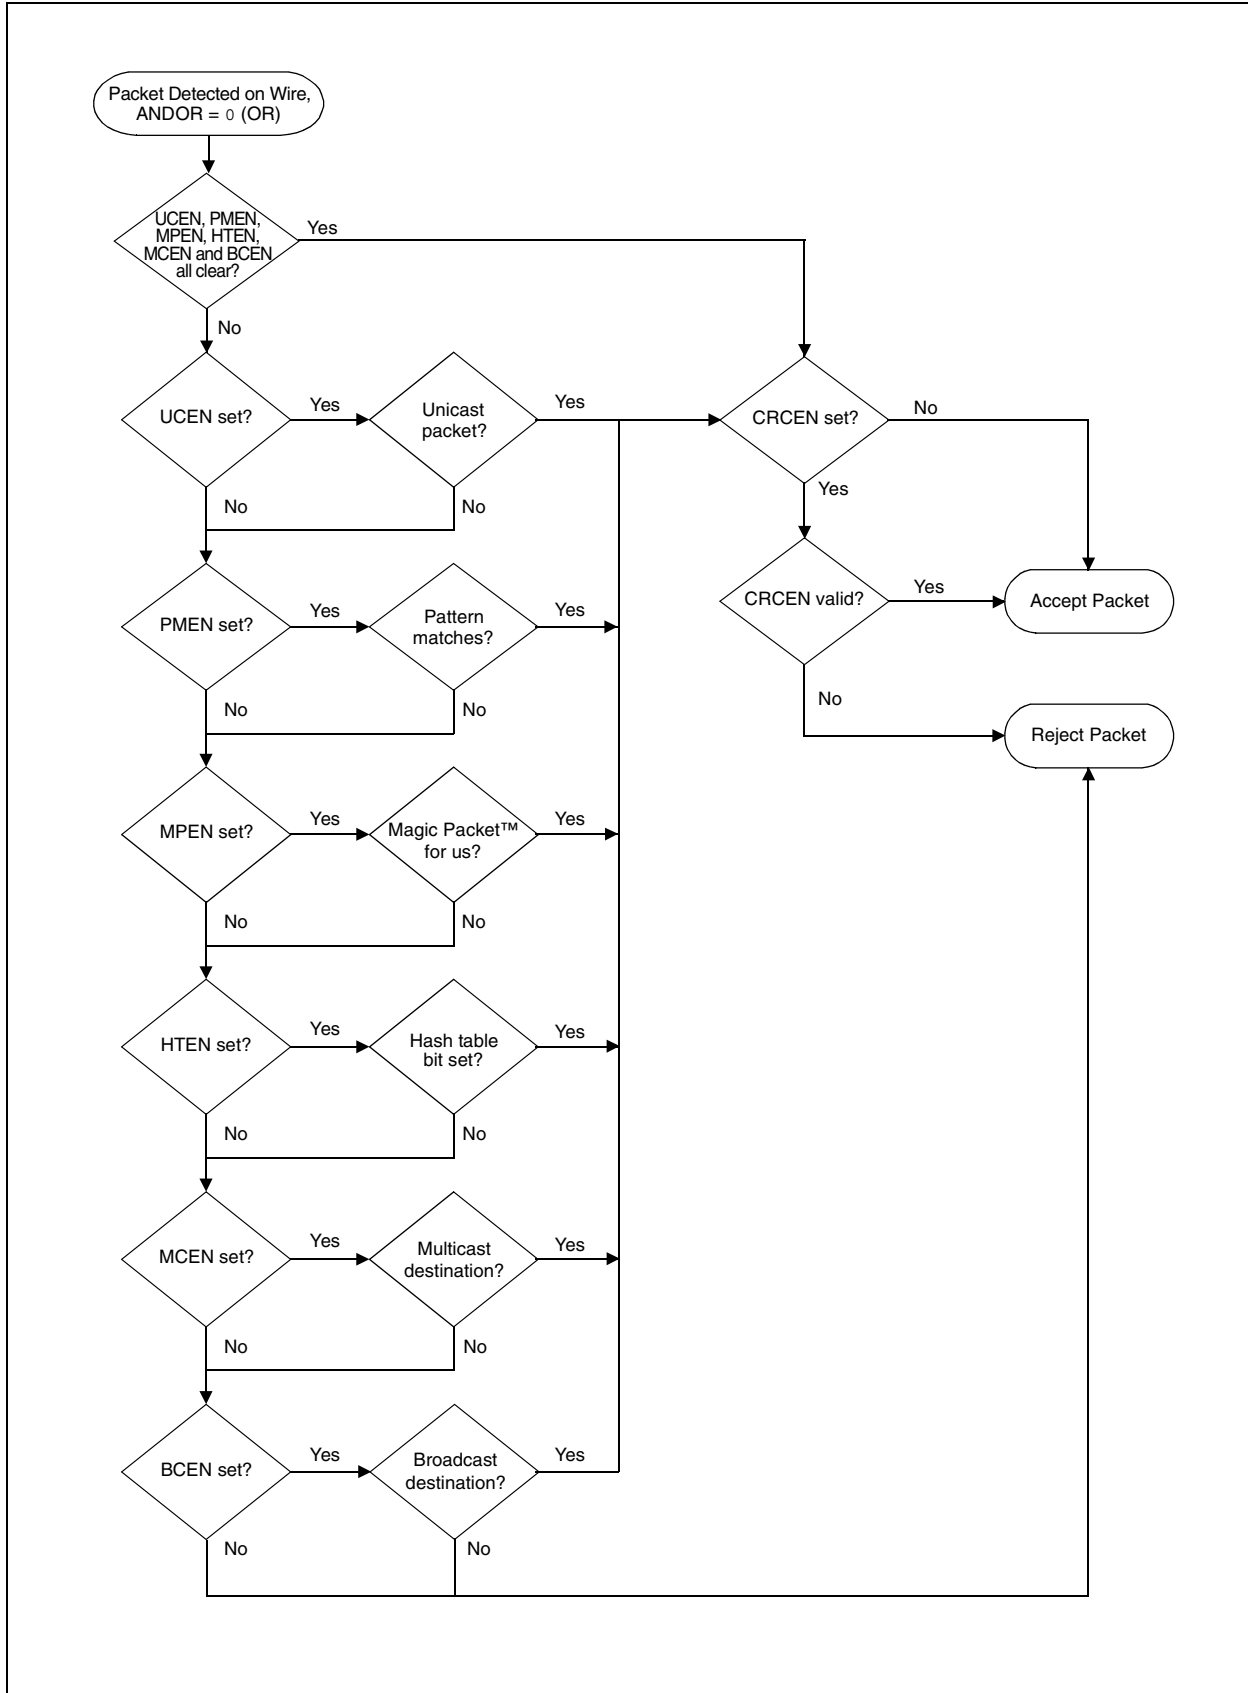 Packet Detected on Wire,
ANDOR = 0 (OR)
UCEN, PMEN,
MPEN, HTEN,
MCEN and BCEN
all clear?
Yes
No
UCEN set?
Yes
Unicast
packet?
Yes
CRCEN set?
No
No
No
Yes
PMEN set?
Yes
Pattern
matches?
Yes
CRCEN valid?
Yes
Accept Packet
No
No
No
Reject Packet
MPEN set?
Yes
Magic Packet™
for us?
Yes
No
No
HTEN set?
Yes
Hash table
bit set?
Yes
No
No
MCEN set?
Yes
Multicast
destination?
Yes
No
No
BCEN set?
Yes
Broadcast
destination?
Yes
No
No